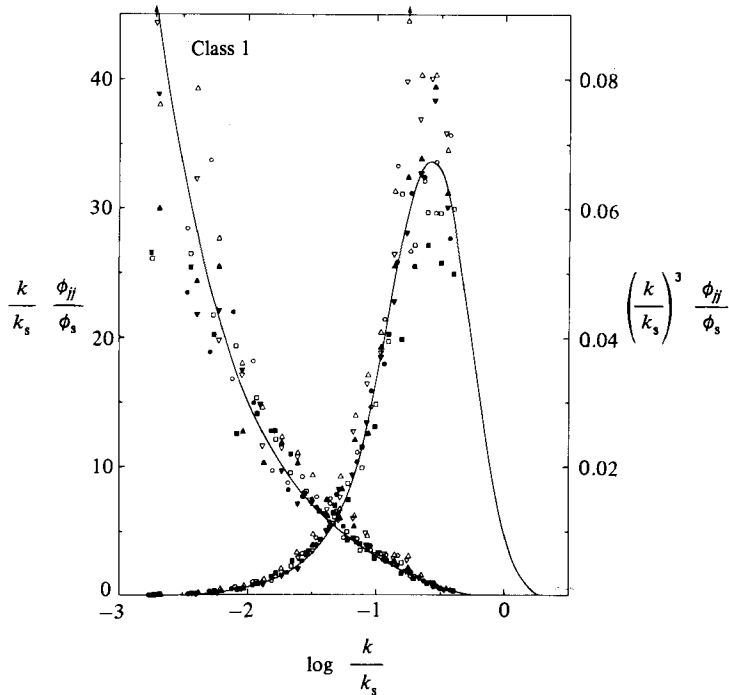 Class 1
40
30
20
10
0
k/k_s φ_jj/φ_s
0.08
0.06
0.04
0.02
(k/k_s)^3 φ_jj/φ_s
−3 −2 −1 0
log k/k_s